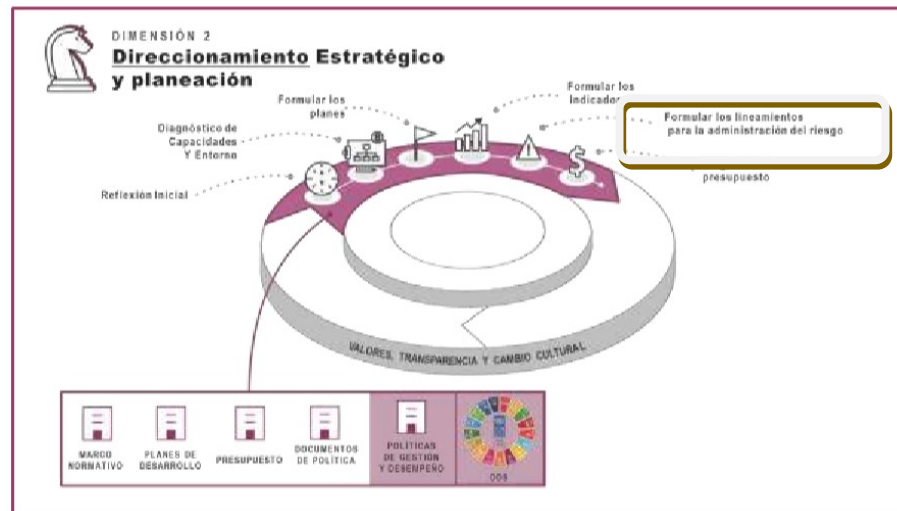 DIMENSIÓN 2
Direccionamiento Estratégico
y planeación
Formular los
planes
Diagnóstico de
Capacidades
Y Entorno
Reflexión Inicial
Formular los
Formular los lineamientos
para la administración del riesgo
presupuesto
VALORES, TRANSPARENCIA Y CAMBIO CULTURAL
MARCO
NORMATIVO
PLANES DE
DESARROLLO
PRESUPUESTO
DOCUMENTOS
DE POLÍTICA
POLÍTICAS
DE GESTIÓN
Y DESEMPEÑO